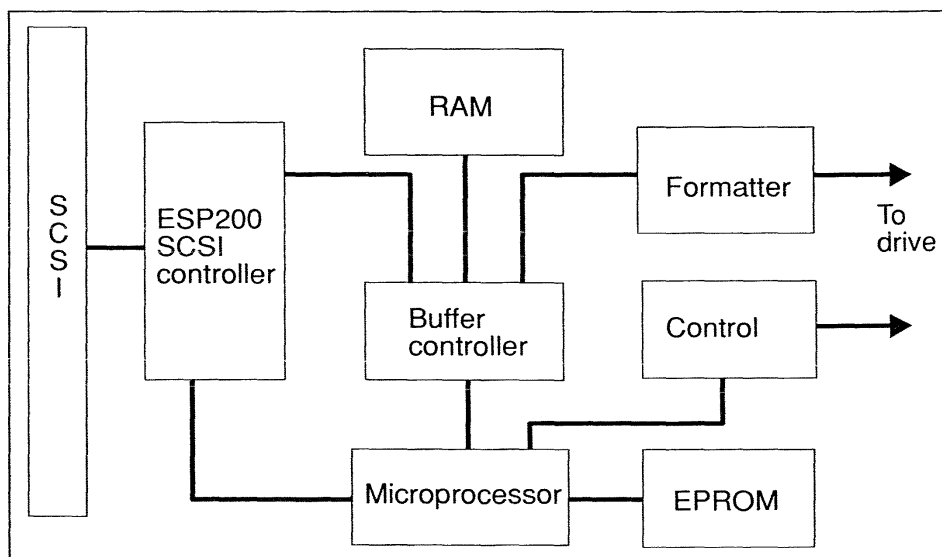 S
C
S
I
ESP200
SCSI
controller
RAM
Formatter
To
drive
Buffer
controller
Control
Microprocessor
EPROM